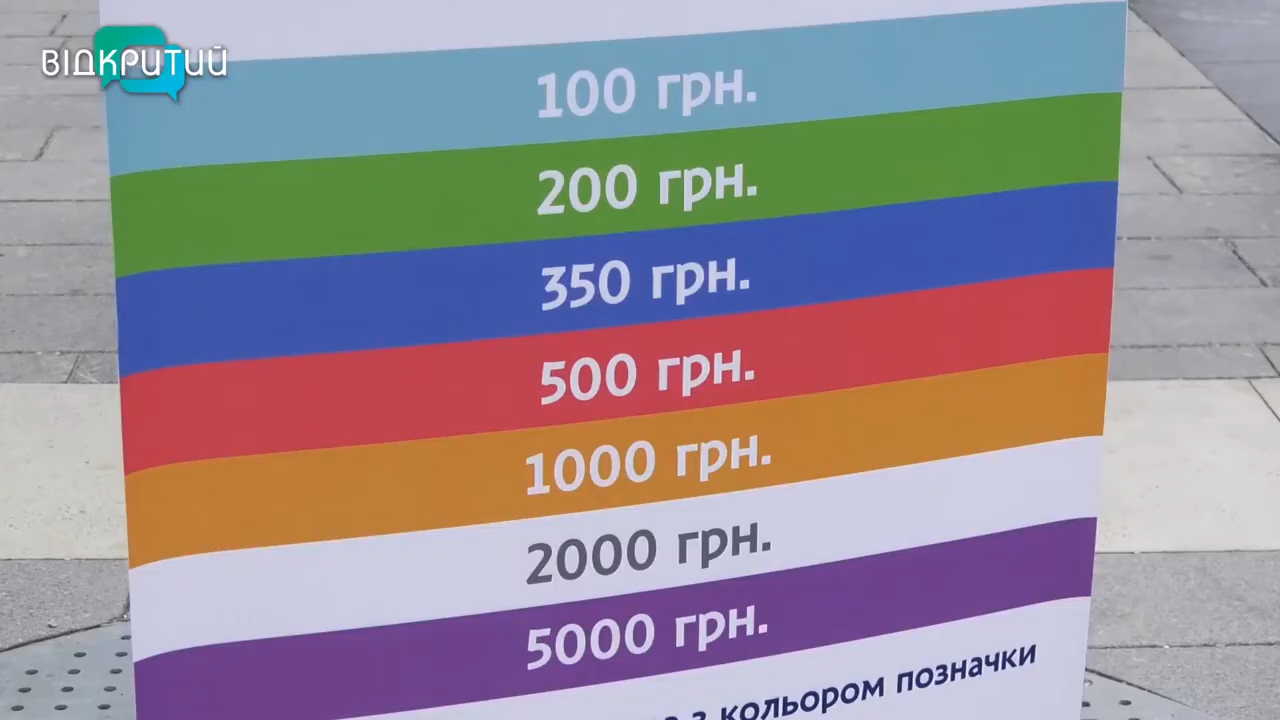 ВІДКРИТИЙ
100 грн.
200 грн.
350 грн.
500 грн.
1000 грн.
2000 грн.
5000 грн.
з кольором позначки